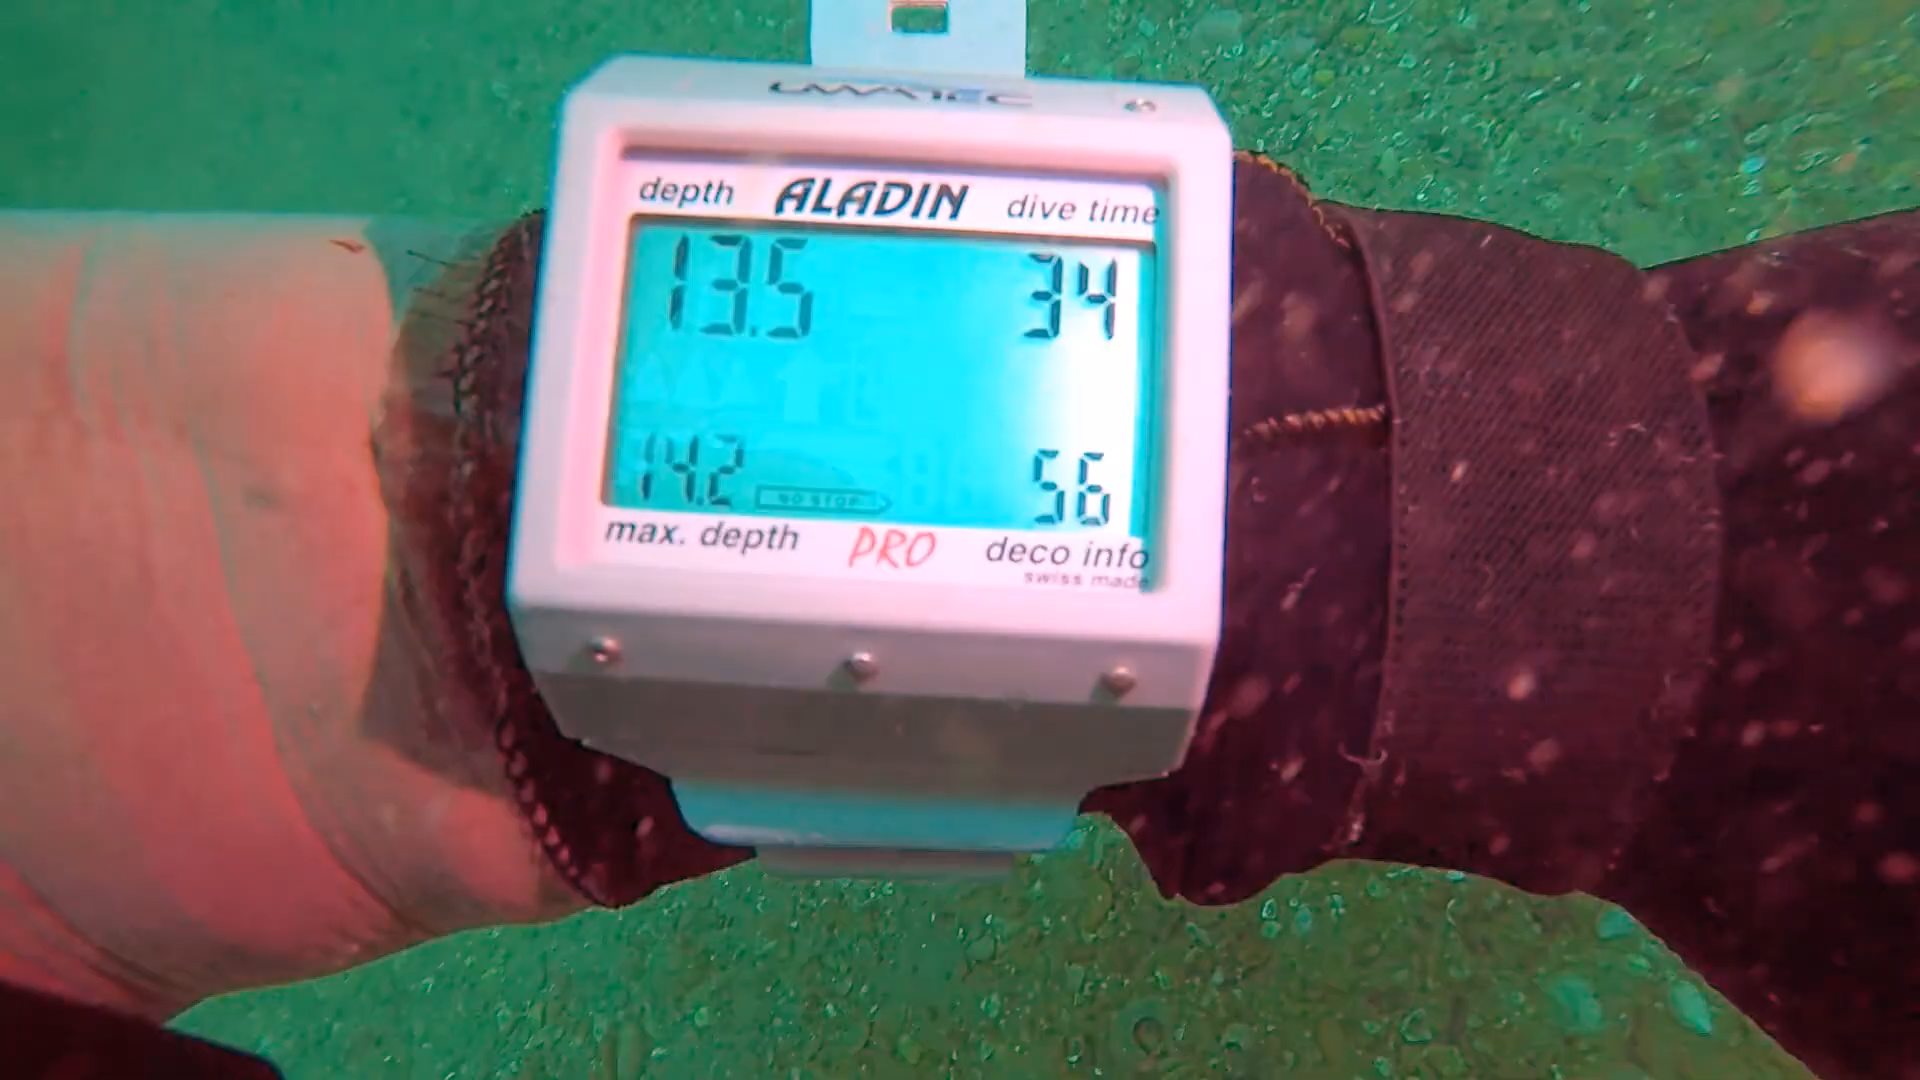 UWATEC
depth ALADIN dive time
13.5 34
14.2 NO STOP 56
max. depth PRO deco info
swiss made